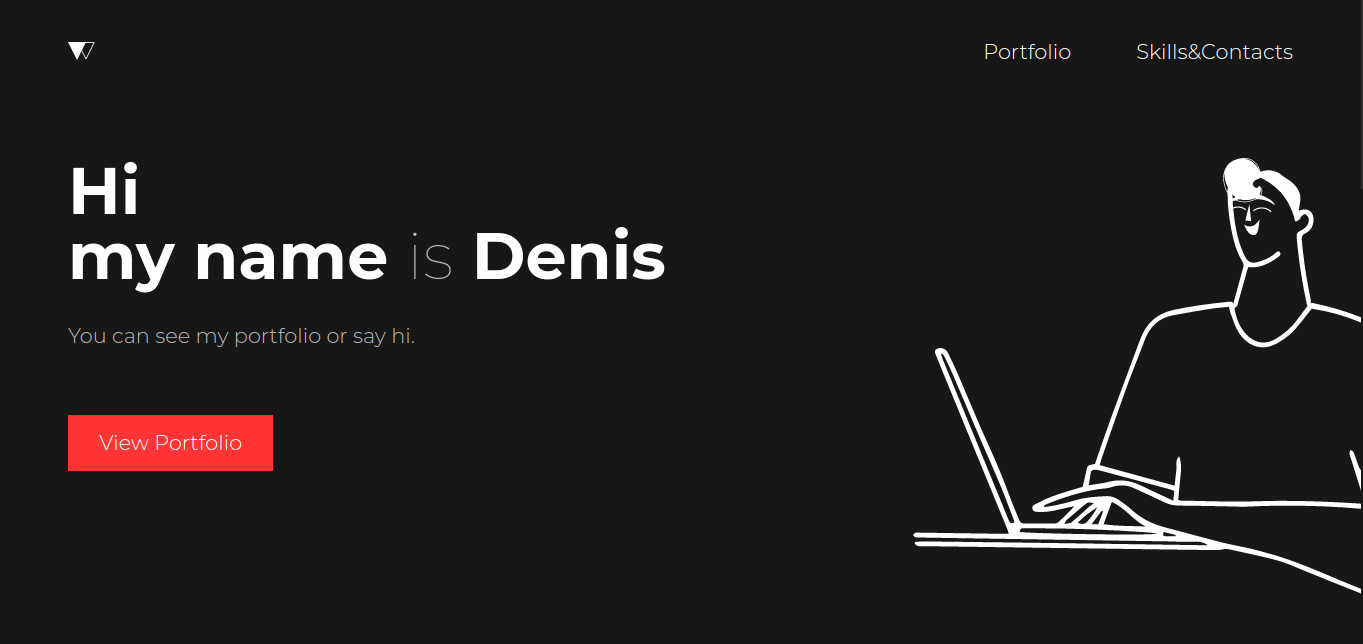 Portfolio
Skills&Contacts
Hi
my name is Denis
You can see my portfolio or say hi.
View Portfolio